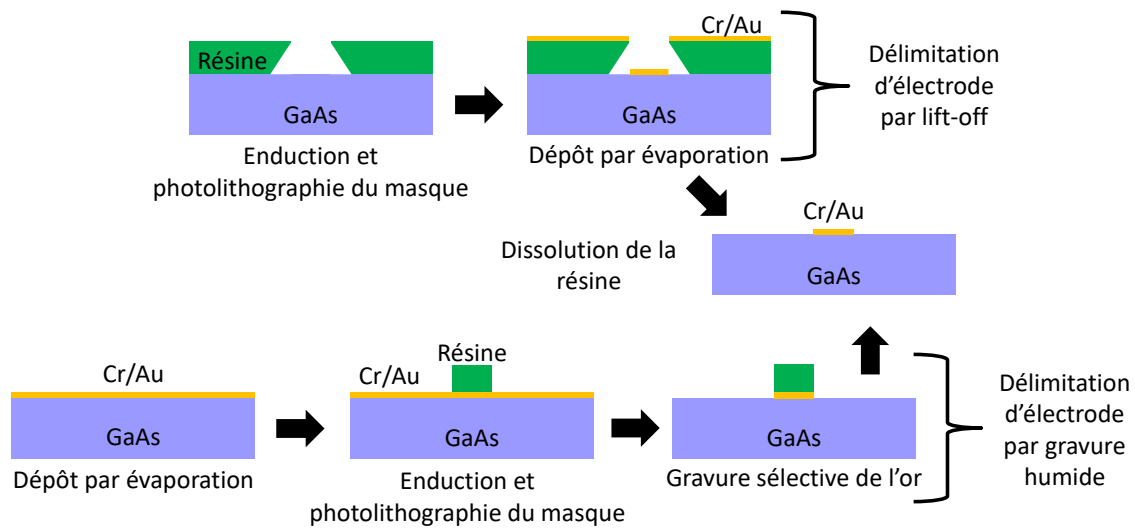 Résine
GaAs
Enduction et
photolithographie du masque
Cr/Au
GaAs
Dépôt par évaporation
Délimitation
d'électrode
par lift-off
Dissolution de la
résine
Cr/Au
GaAs
Cr/Au
GaAs
Dépôt par évaporation
Résine
Cr/Au
GaAs
Enduction et
photolithographie du masque
GaAs
Gravure sélective de l'or
Délimitation
d'électrode
par gravure
humide